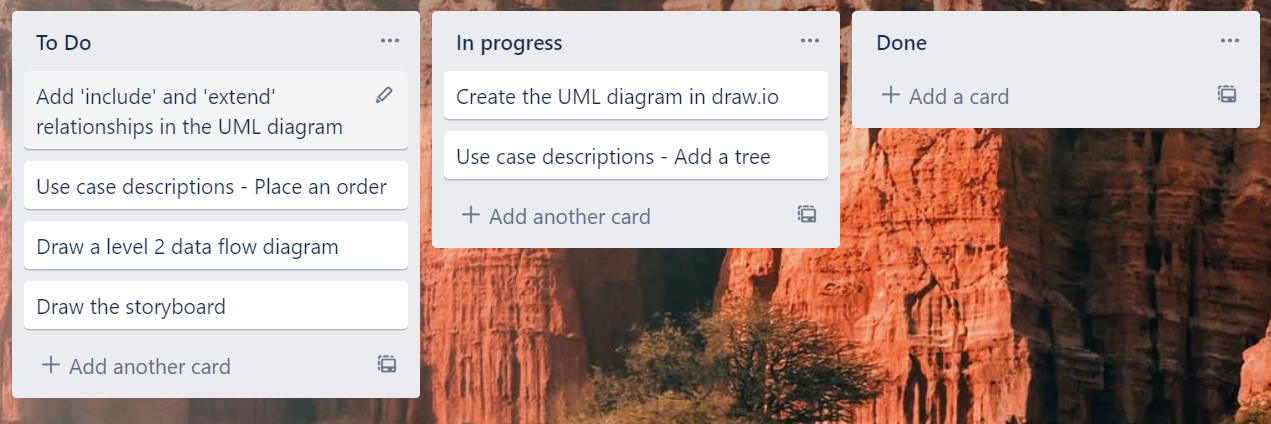 To Do
Add 'include' and 'extend'
relationships in the UML diagram
Use case descriptions - Place an order
Draw a level 2 data flow diagram
Draw the storyboard
Add another card
In progress
Create the UML diagram in draw.io
Use case descriptions - Add a tree
Add another card
Done
Add a card